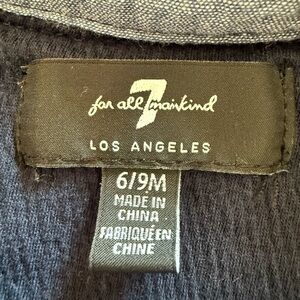 7
for all mankind
LOS ANGELES
6/9M
MADE IN
CHINA
FABRIQUÉ EN
CHINE